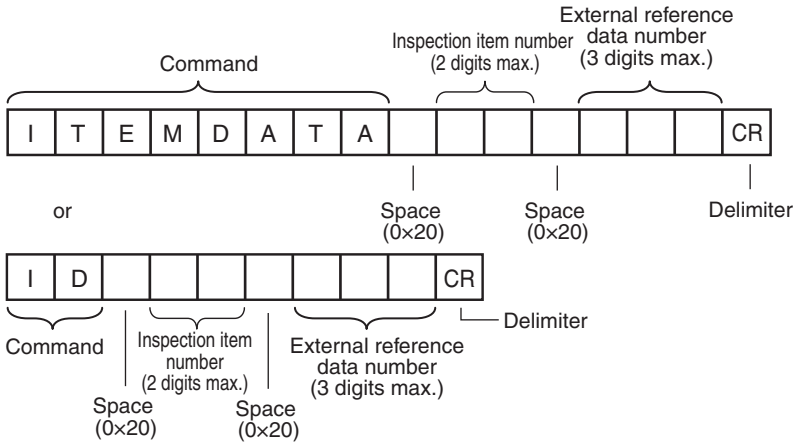 Command
Inspection item number
(2 digits max.)
External reference
data number
(3 digits max.)
I T E M D A T A CR
or
Space
(0×20)
Space
(0×20)
Delimiter
I D CR
Command
Inspection item
number
(2 digits max.)
External reference
data number
(3 digits max.)
Delimiter
Space
(0×20)
Space
(0×20)